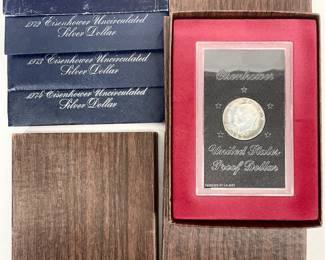 1972 Eisenhower Uncirculated
Silver Dollar
1973 Eisenhower Uncirculated
Silver Dollar
1974 Eisenhower Uncirculated
Silver Dollar
Eisenhower
United States
Proof Dollar